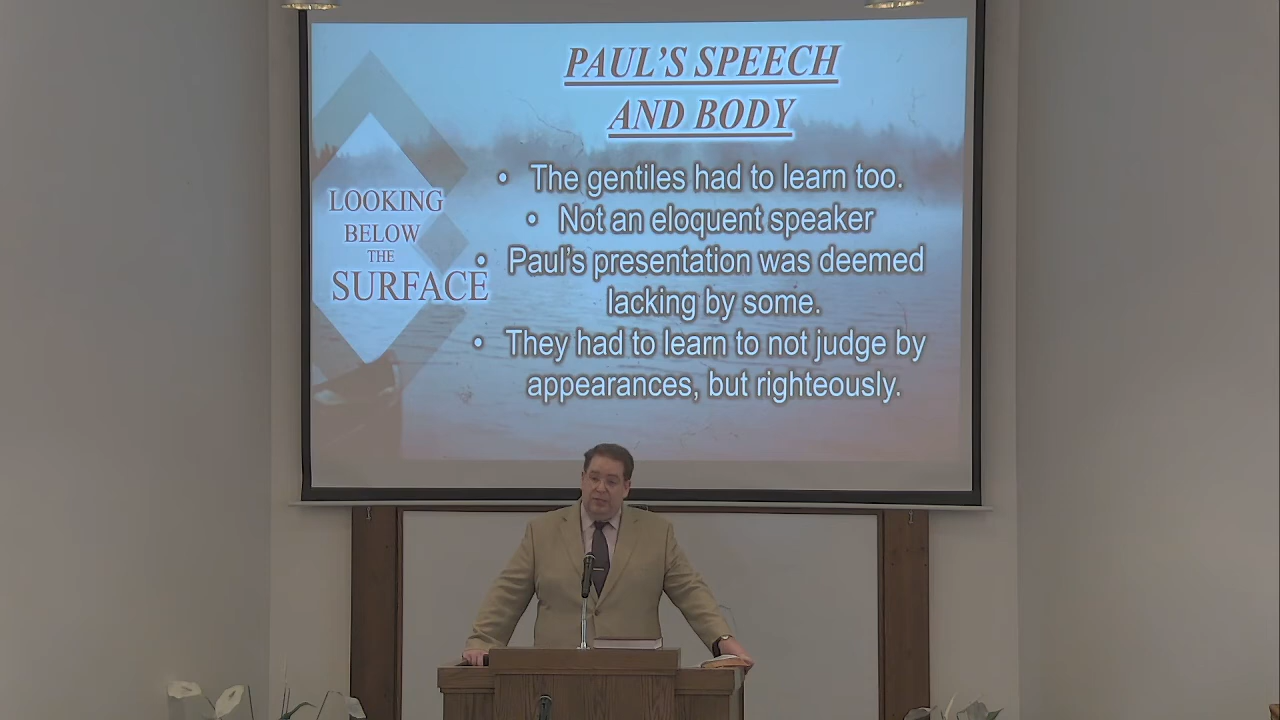 PAUL'S SPEECH
AND BODY
LOOKING
BELOW
THE
SURFACE
• The gentiles had to learn too.
• Not an eloquent speaker
• Paul's presentation was deemed
lacking by some.
• They had to learn to not judge by
appearances, but righteously.